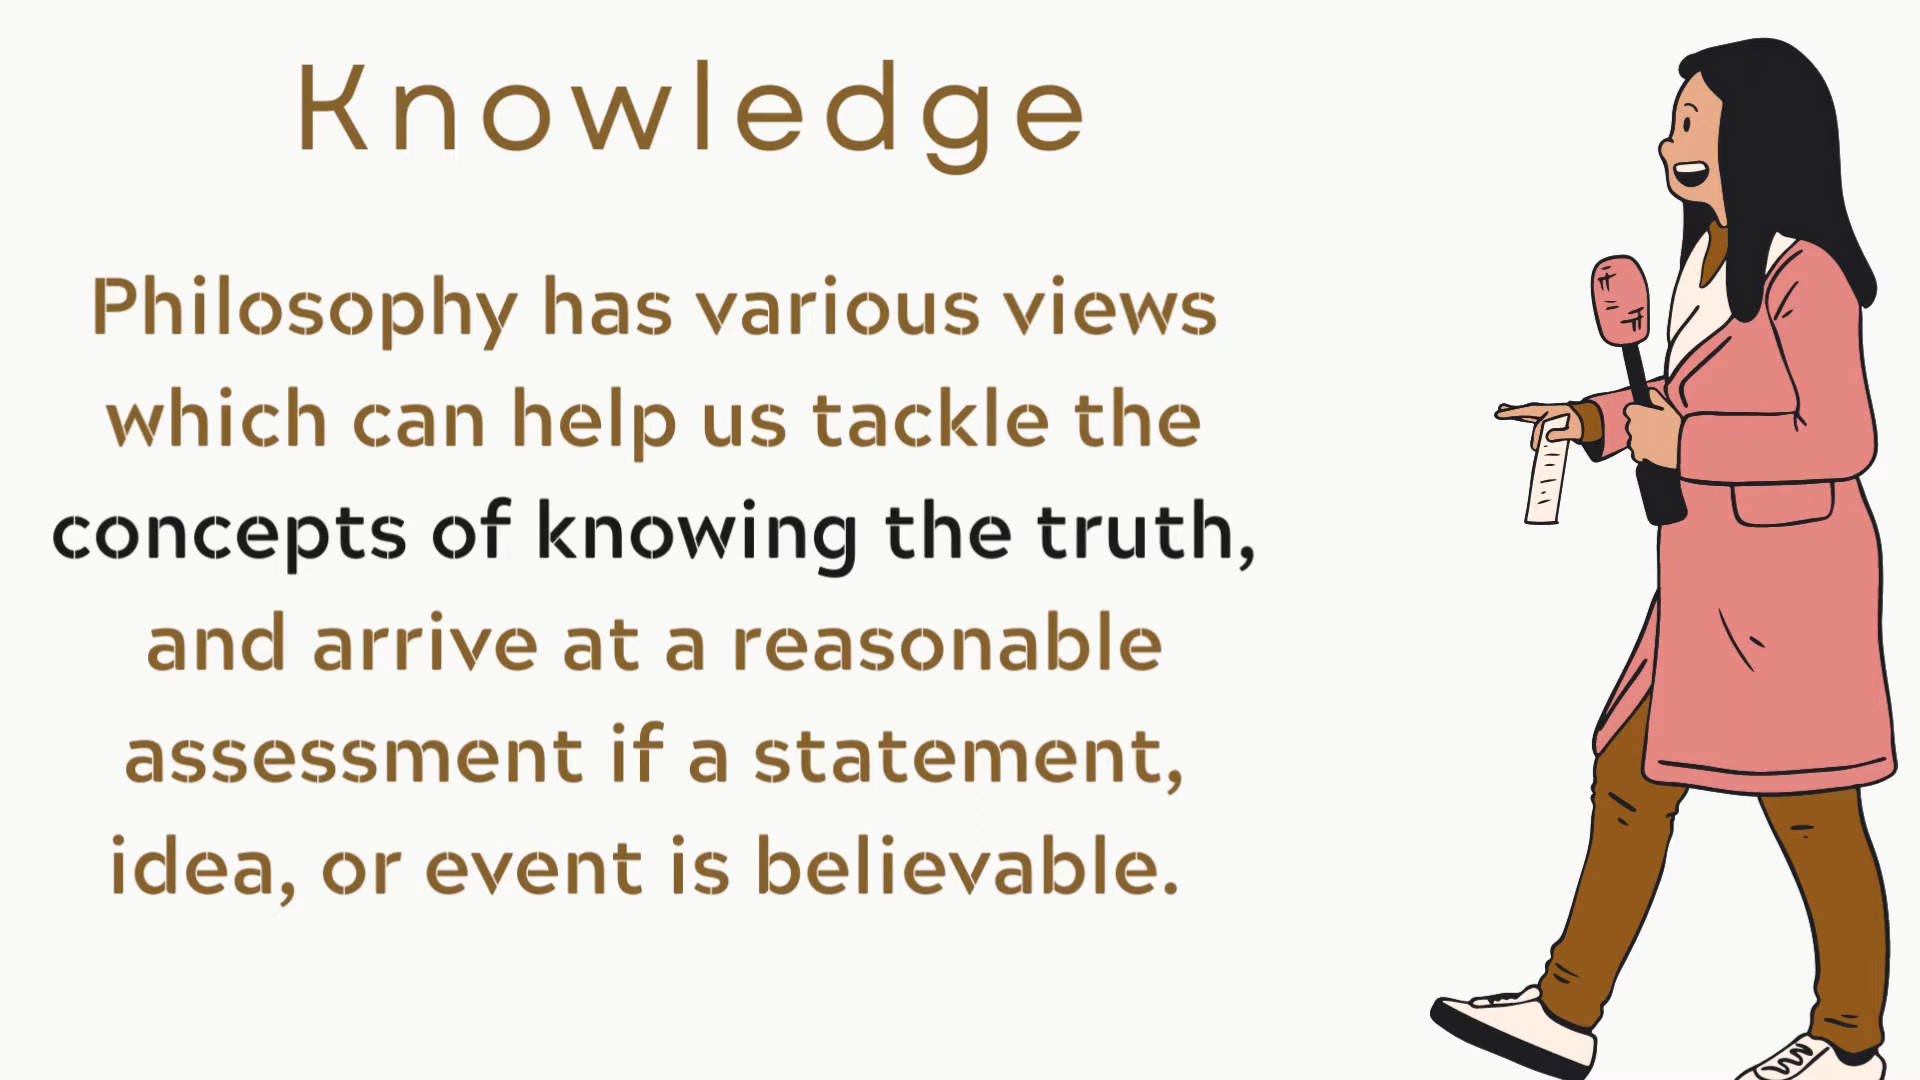 Knowledge
Philosophy has various views
which can help us tackle the
concepts of knowing the truth,
and arrive at a reasonable
assessment if a statement,
idea, or event is believable.